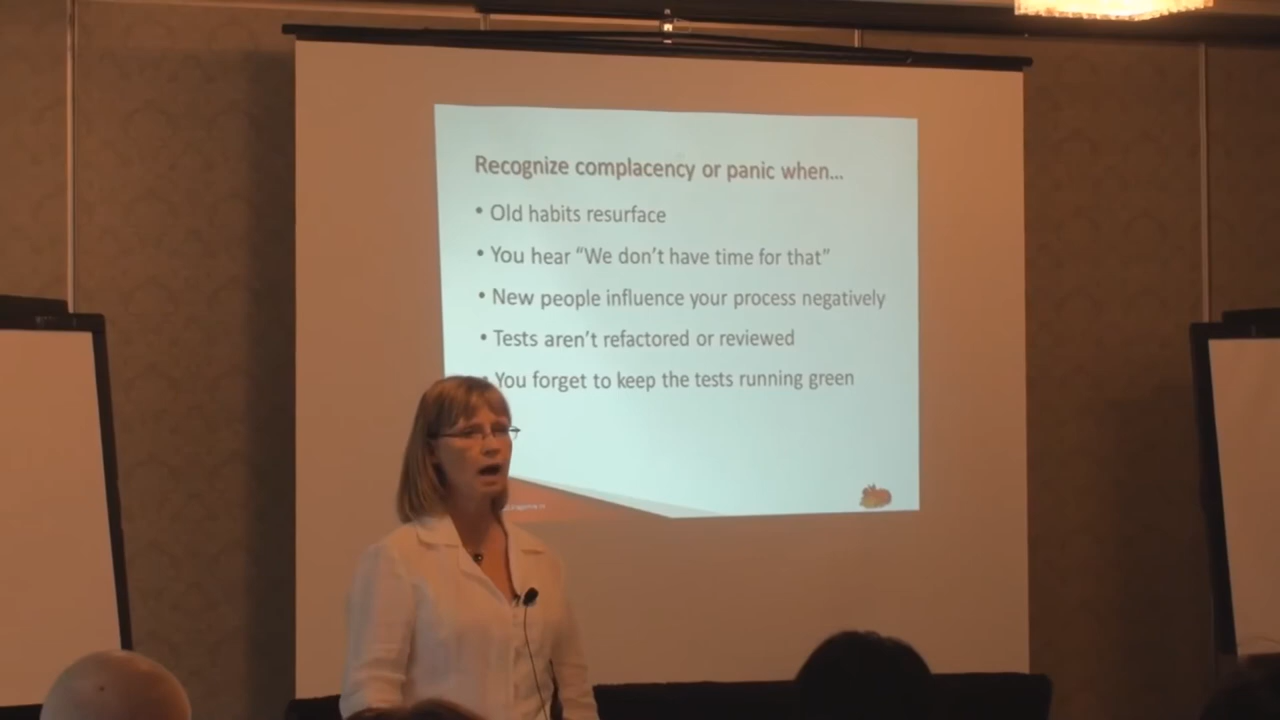 Recognize complacency or panic when...
• Old habits resurface
• You hear “We don’t have time for that”
• New people influence your process negatively
• Tests aren’t refactored or reviewed
• You forget to keep the tests running green